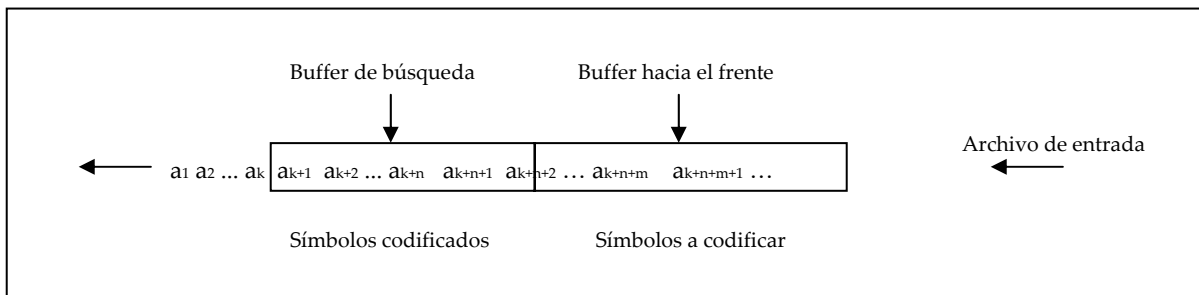 Buffer de búsqueda Buffer hacia el frente
Archivo de entrada
a1 a2 ... ak ak+1 ak+2 ... ak+n ak+n+1 ak+n+2 ... ak+n+m ak+n+m+1 ...
Símbolos codificados Símbolos a codificar